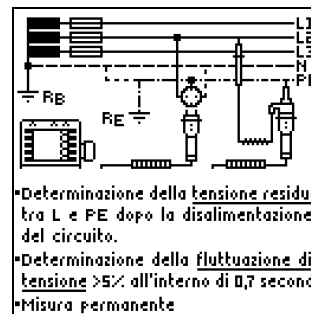 L1
L2
L3
N
PE
RB
RE
•Determinazione della tensione residu
tra L e PE dopo la disalimentazione
del circuito.
•Determinazione della fluttuazione di
tensione >5% all'interno di 0,7 second
•Misura permanente